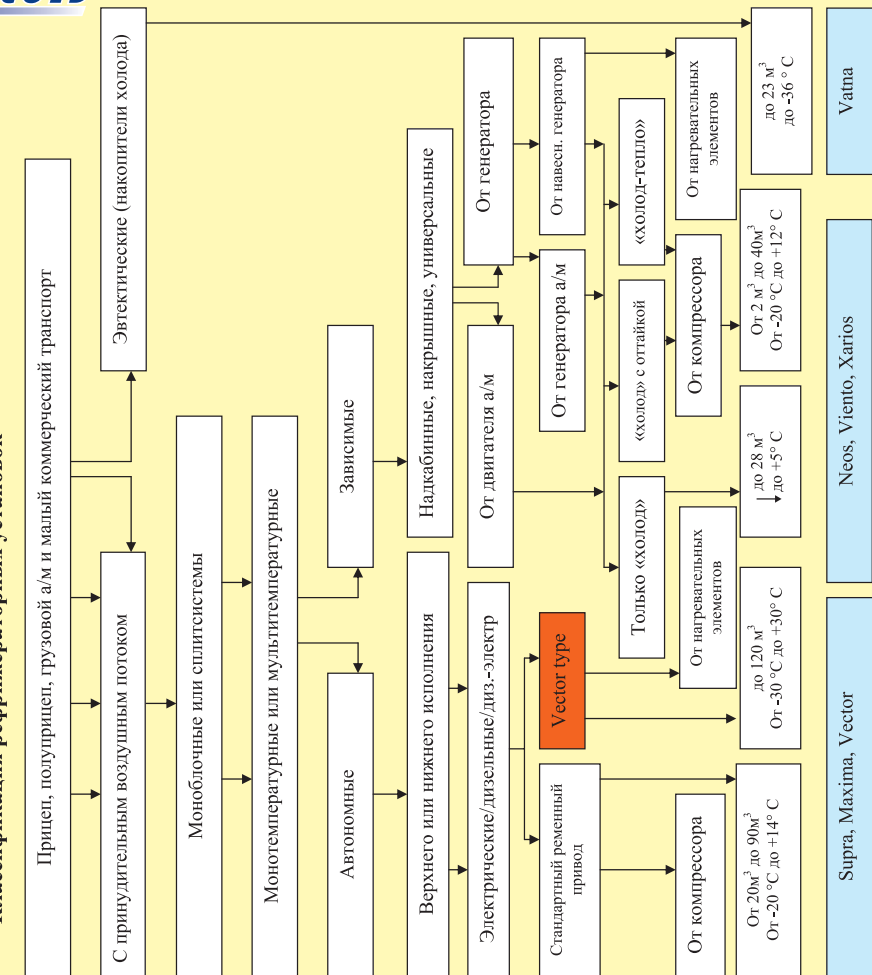 Классификация рефрижераторных установок
Прицеп, полуприцеп, грузовой а/м и малый коммерческий транспорт
С принудительным воздушным потоком
Эвтектические (накопители холода)
Моноблочные или сплитсистемы
Монотемпературные или мультитемпературные
Автономные
Зависимые
Верхнего или нижнего исполнения
Надкабинные, накрышные, универсальные
Электрические/дизельные/диз.-электр
От двигателя а/м
От генератора
Стандартный ременный
привод
Vector type
От генератора а/м
От навесн. генератора
Только «холод»
«холод» с оттайкой
«холод-тепло»
От компрессора
От нагревательных
элементов
От компрессора
От нагревательных
элементов
От 20м³ до 90м³
От -20 °С до +14° С
до 120 м³
От -30 °С до +30° С
до 28 м³
до +5° С
От 2 м³ до 40м³
От -20 °С до +12° С
до 23 м³
до -36 ° С
Supra, Maxima, Vector
Neos, Viento, Xarios
Vatna